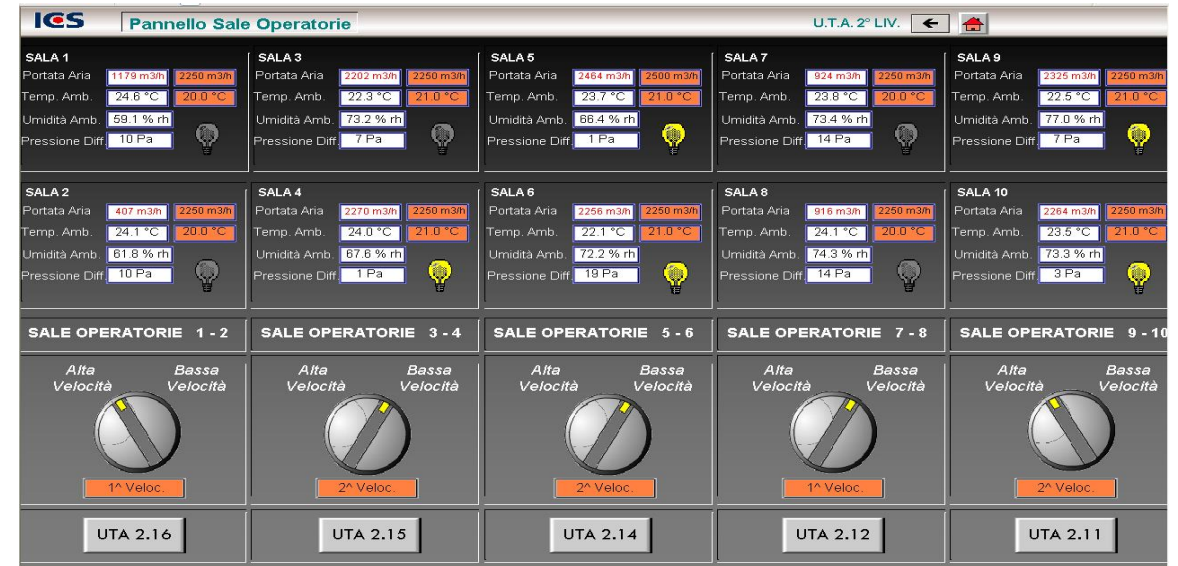 ICS Pannello Sale Operatorie U.T.A. 2° LIV.
SALA 1
Portata Aria 1179 m3/h 2250 m3/h
Temp. Amb. 24.6 °C 20.0 °C
Umidità Amb. 59.1 % rh
Pressione Diff. 10 Pa
SALA 3
Portata Aria 2202 m3/h 2250 m3/h
Temp. Amb. 22.3 °C 21.0 °C
Umidità Amb. 73.2 % rh
Pressione Diff. 7 Pa
SALA 5
Portata Aria 2464 m3/h 2500 m3/h
Temp. Amb. 23.7 °C 21.0 °C
Umidità Amb. 66.4 % rh
Pressione Diff. 1 Pa
SALA 7
Portata Aria 924 m3/h 2250 m3/h
Temp. Amb. 23.8 °C 20.0 °C
Umidità Amb. 73.4 % rh
Pressione Diff. 14 Pa
SALA 9
Portata Aria 2325 m3/h 2250 m3/h
Temp. Amb. 22.5 °C 21.0 °C
Umidità Amb. 77.0 % rh
Pressione Diff. 7 Pa
SALA 2
Portata Aria 407 m3/h 2250 m3/h
Temp. Amb. 24.1 °C 20.0 °C
Umidità Amb. 61.8 % rh
Pressione Diff. 10 Pa
SALA 4
Portata Aria 2270 m3/h 2250 m3/h
Temp. Amb. 24.0 °C 21.0 °C
Umidità Amb. 67.6 % rh
Pressione Diff. 1 Pa
SALA 6
Portata Aria 2256 m3/h 2250 m3/h
Temp. Amb. 22.1 °C 21.0 °C
Umidità Amb. 72.2 % rh
Pressione Diff. 19 Pa
SALA 8
Portata Aria 916 m3/h 2250 m3/h
Temp. Amb. 24.1 °C 20.0 °C
Umidità Amb. 74.3 % rh
Pressione Diff. 14 Pa
SALA 10
Portata Aria 2264 m3/h 2250 m3/h
Temp. Amb. 23.5 °C 21.0 °C
Umidità Amb. 73.3 % rh
Pressione Diff. 3 Pa
SALE OPERATORIE 1 - 2
Alta Bassa
Velocità Velocità
1^ Veloc.
UTA 2.16
SALE OPERATORIE 3 - 4
Alta Bassa
Velocità Velocità
2^ Veloc.
UTA 2.15
SALE OPERATORIE 5 - 6
Alta Bassa
Velocità Velocità
2^ Veloc.
UTA 2.14
SALE OPERATORIE 7 - 8
Alta Bassa
Velocità Velocità
1^ Veloc.
UTA 2.12
SALE OPERATORIE 9 - 10
Alta Bassa
Velocità Velocità
2^ Veloc.
UTA 2.11